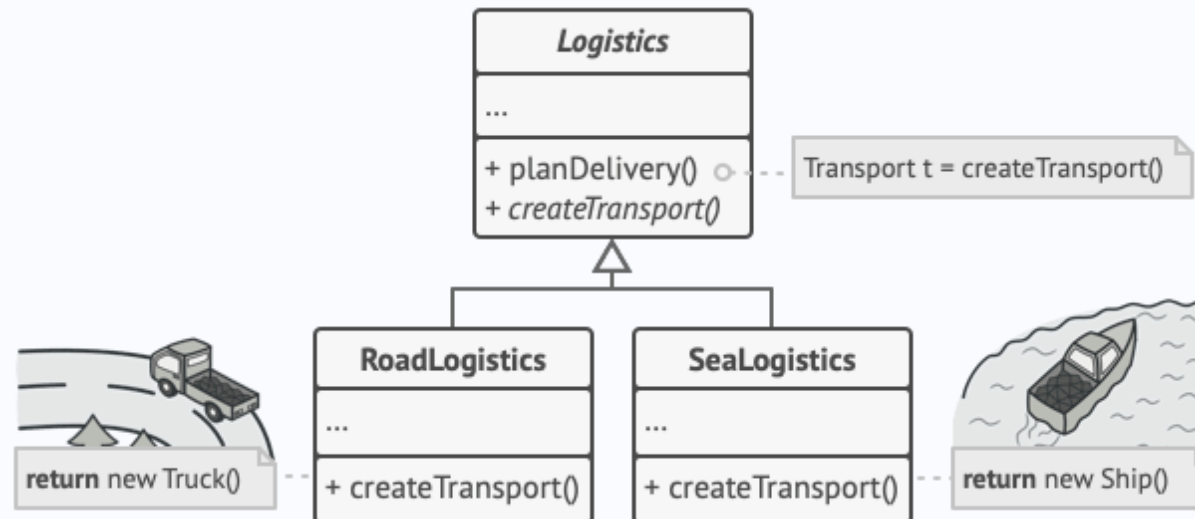 Logistics
...
+ planDelivery()
Transport t = createTransport()
+ createTransport()
RoadLogistics
SeaLogistics
...
...
return new Truck()
+ createTransport()
+ createTransport()
return new Ship()